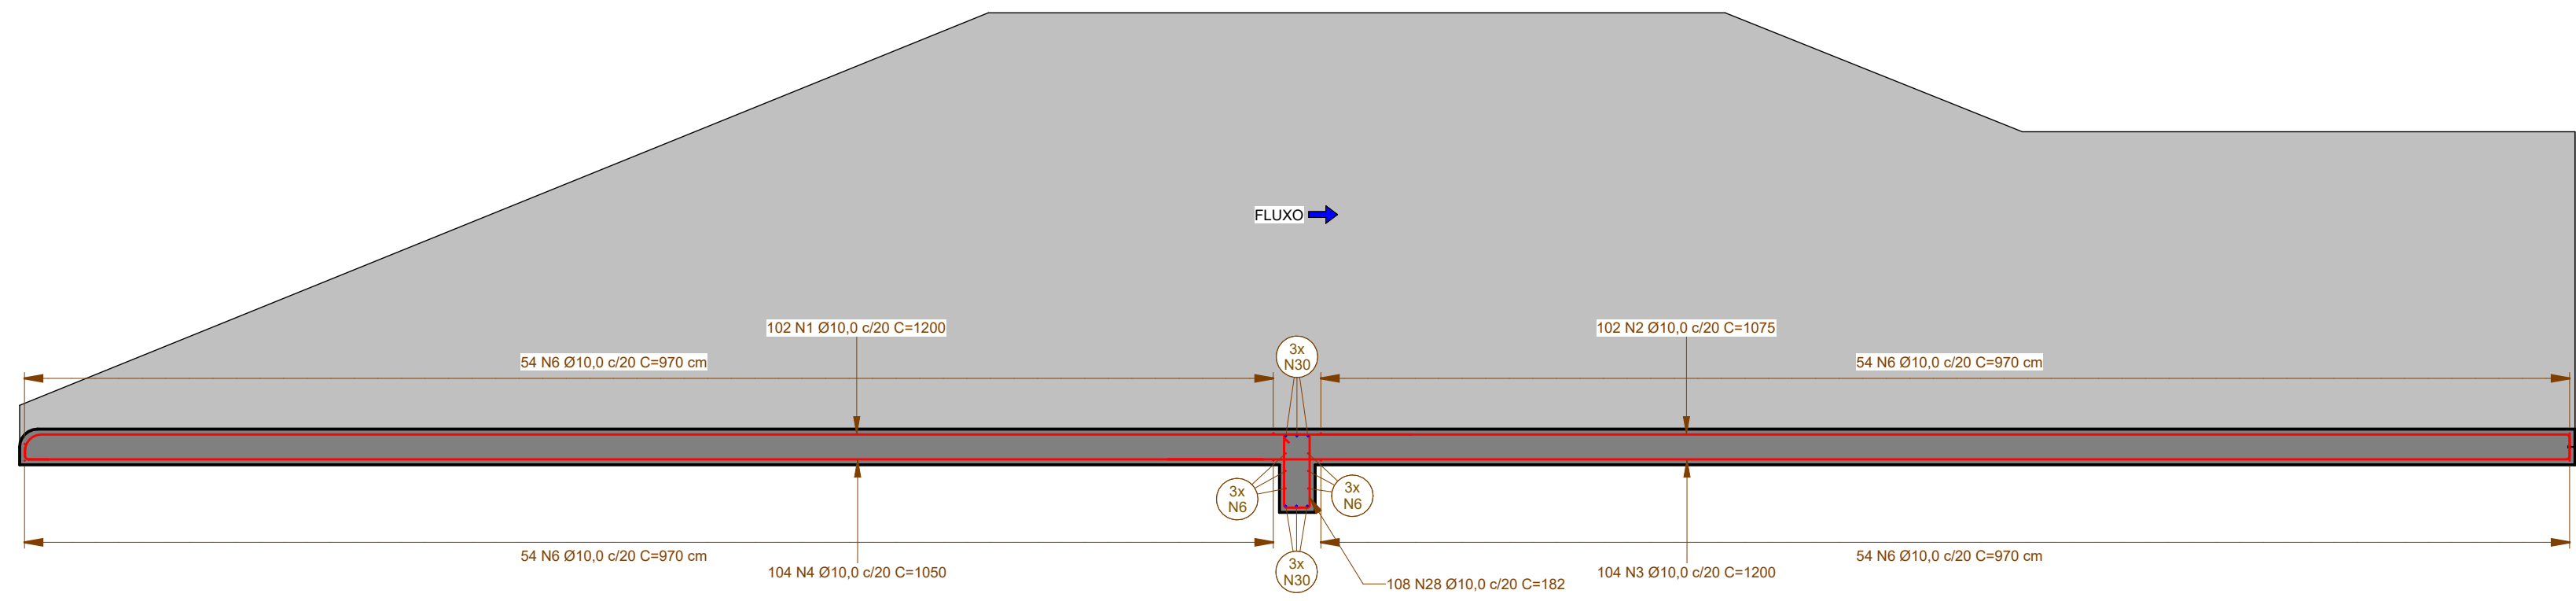 FLUXO
102 N1 Ø10,0 c/20 C=1200
102 N2 Ø10,0 c/20 C=1075
54 N6 Ø10,0 c/20 C=970 cm
3x
N30
54 N6 Ø10,0 c/20 C=970 cm
3x
N6
3x
N6
54 N6 Ø10,0 c/20 C=970 cm
54 N6 Ø10,0 c/20 C=970 cm
104 N4 Ø10,0 c/20 C=1050
3x
N30
104 N3 Ø10,0 c/20 C=1200
108 N28 Ø10,0 c/20 C=182